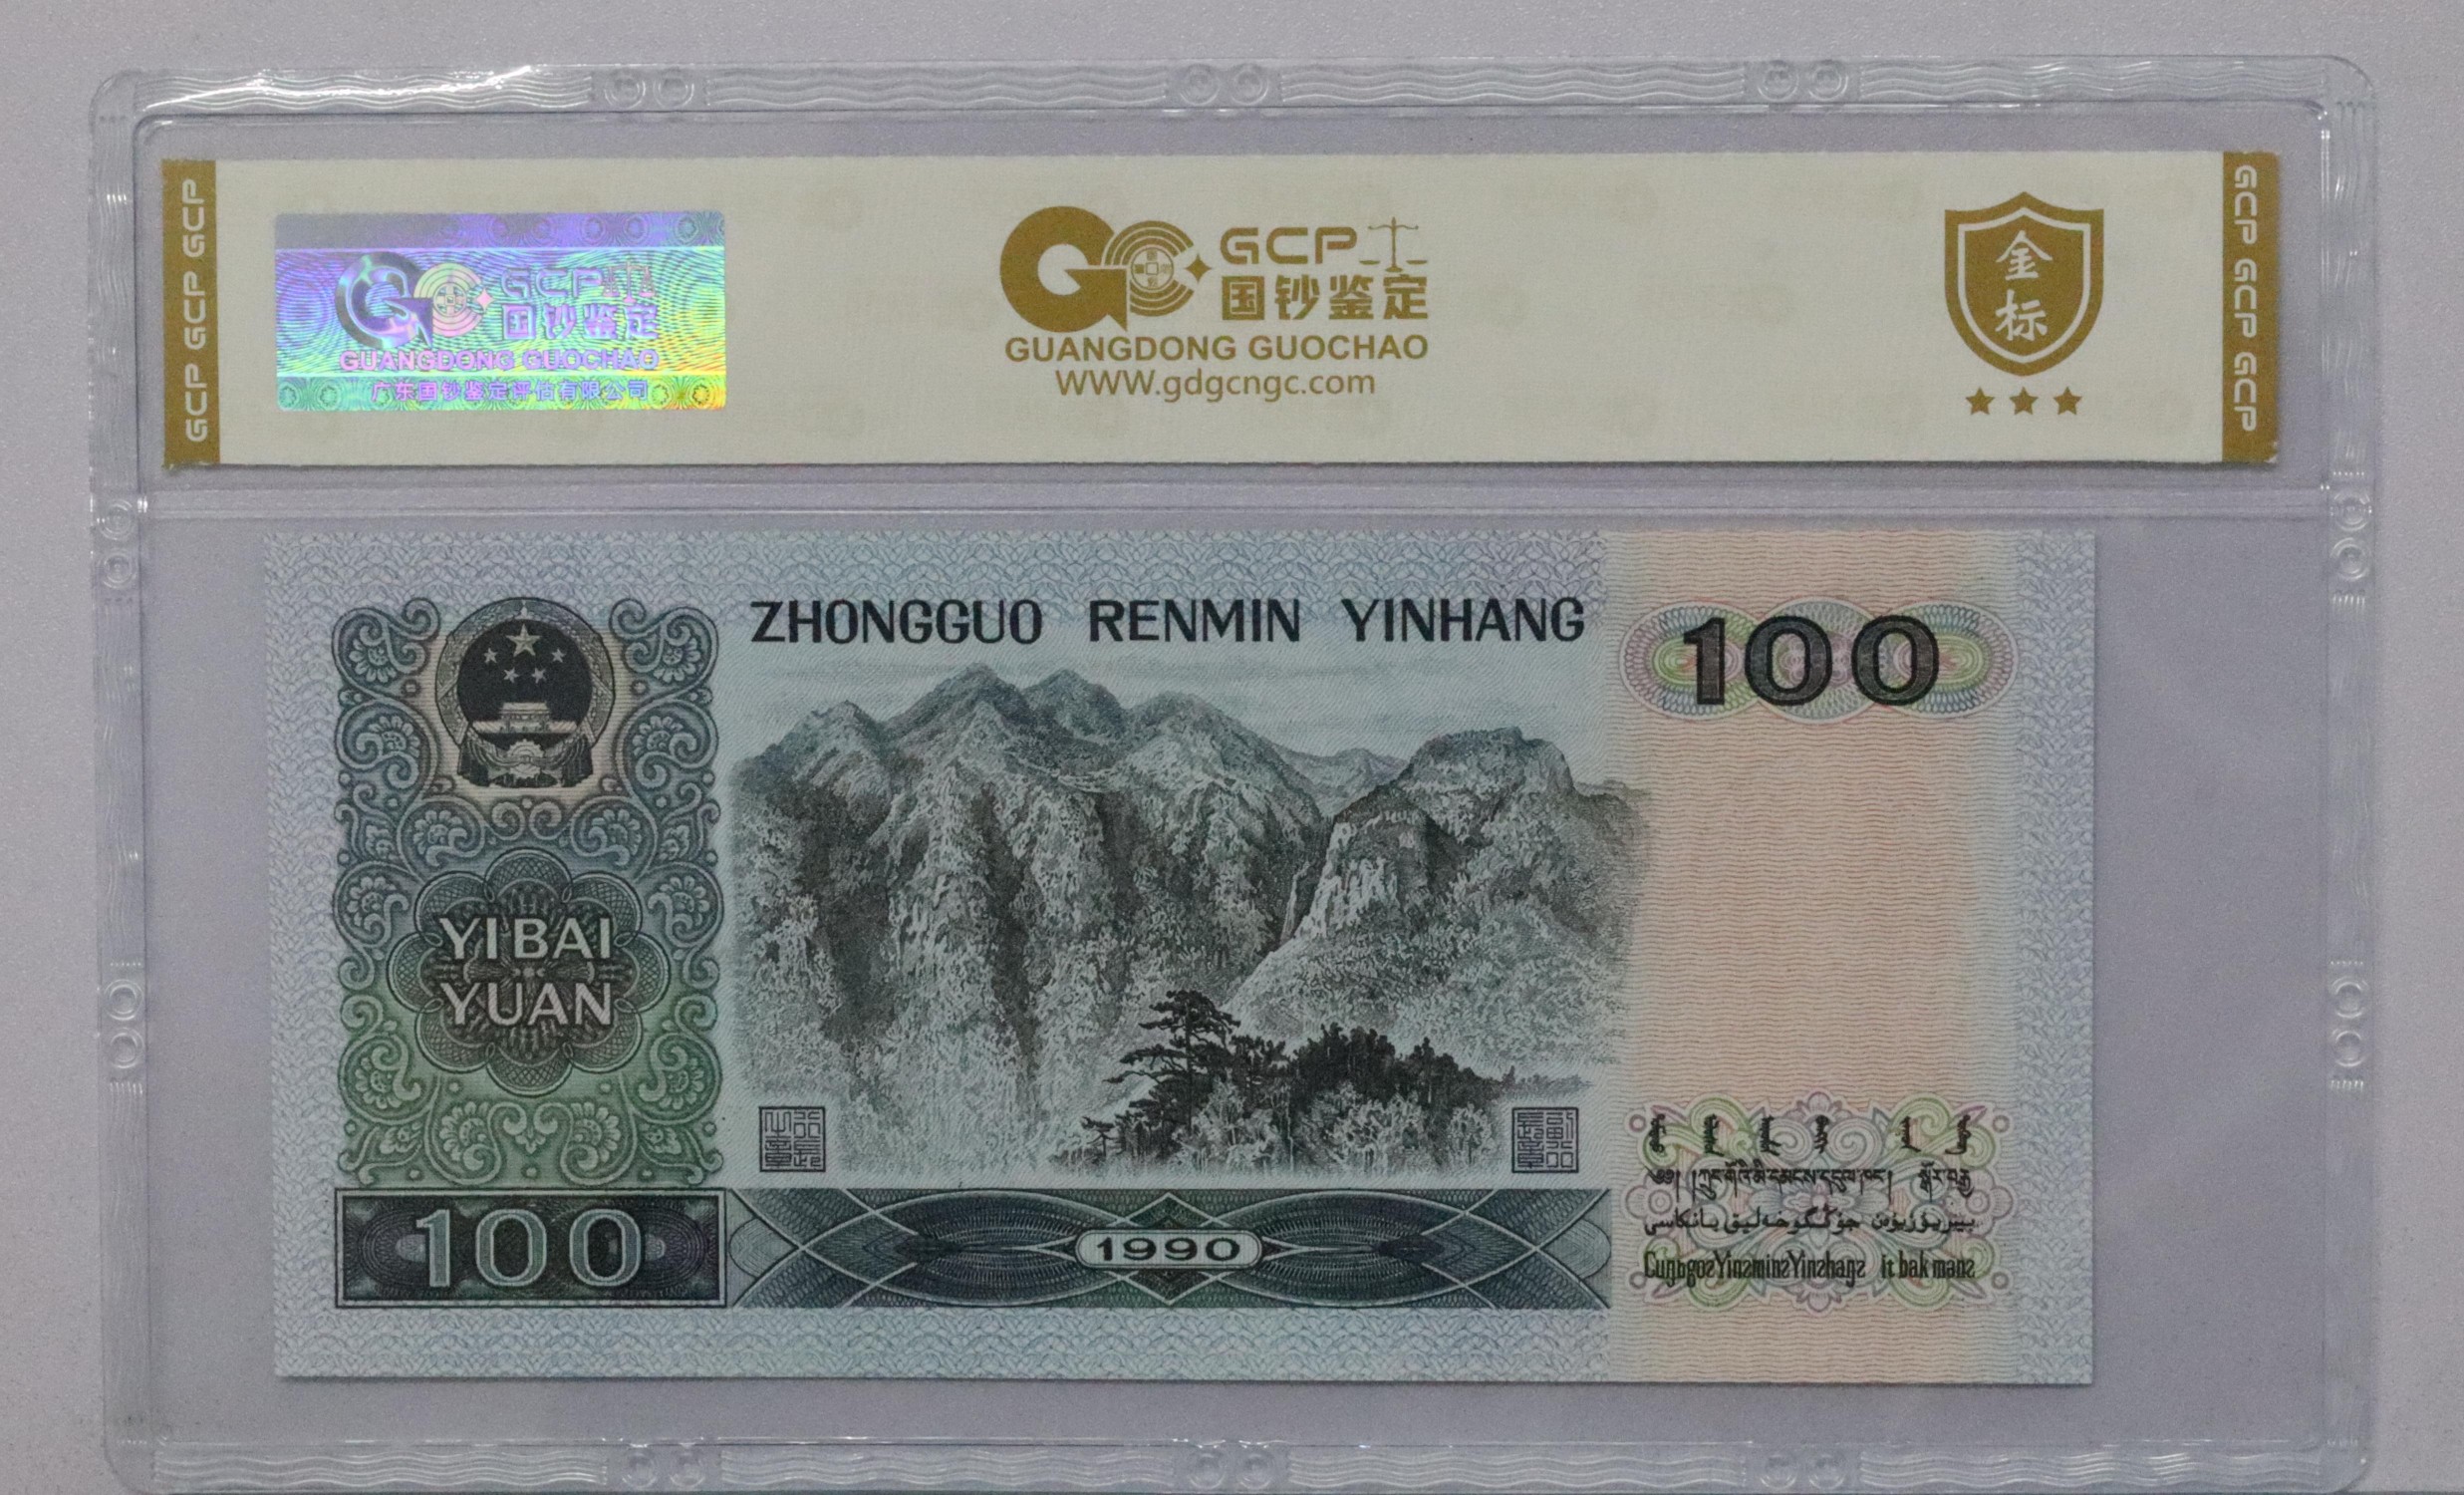 GCP GCP GCP
GCP
国钞鉴定
GUANGDONG GUOCHAO
广东国钞鉴定评估有限公司
GCP
国钞鉴定
GUANGDONG GUOCHAO
WWW.gdgcngc.com
金
标
GCP GCP GCP
ZHONGGUO RENMIN YINHANG
100
YIBAI
YUAN
100
1990